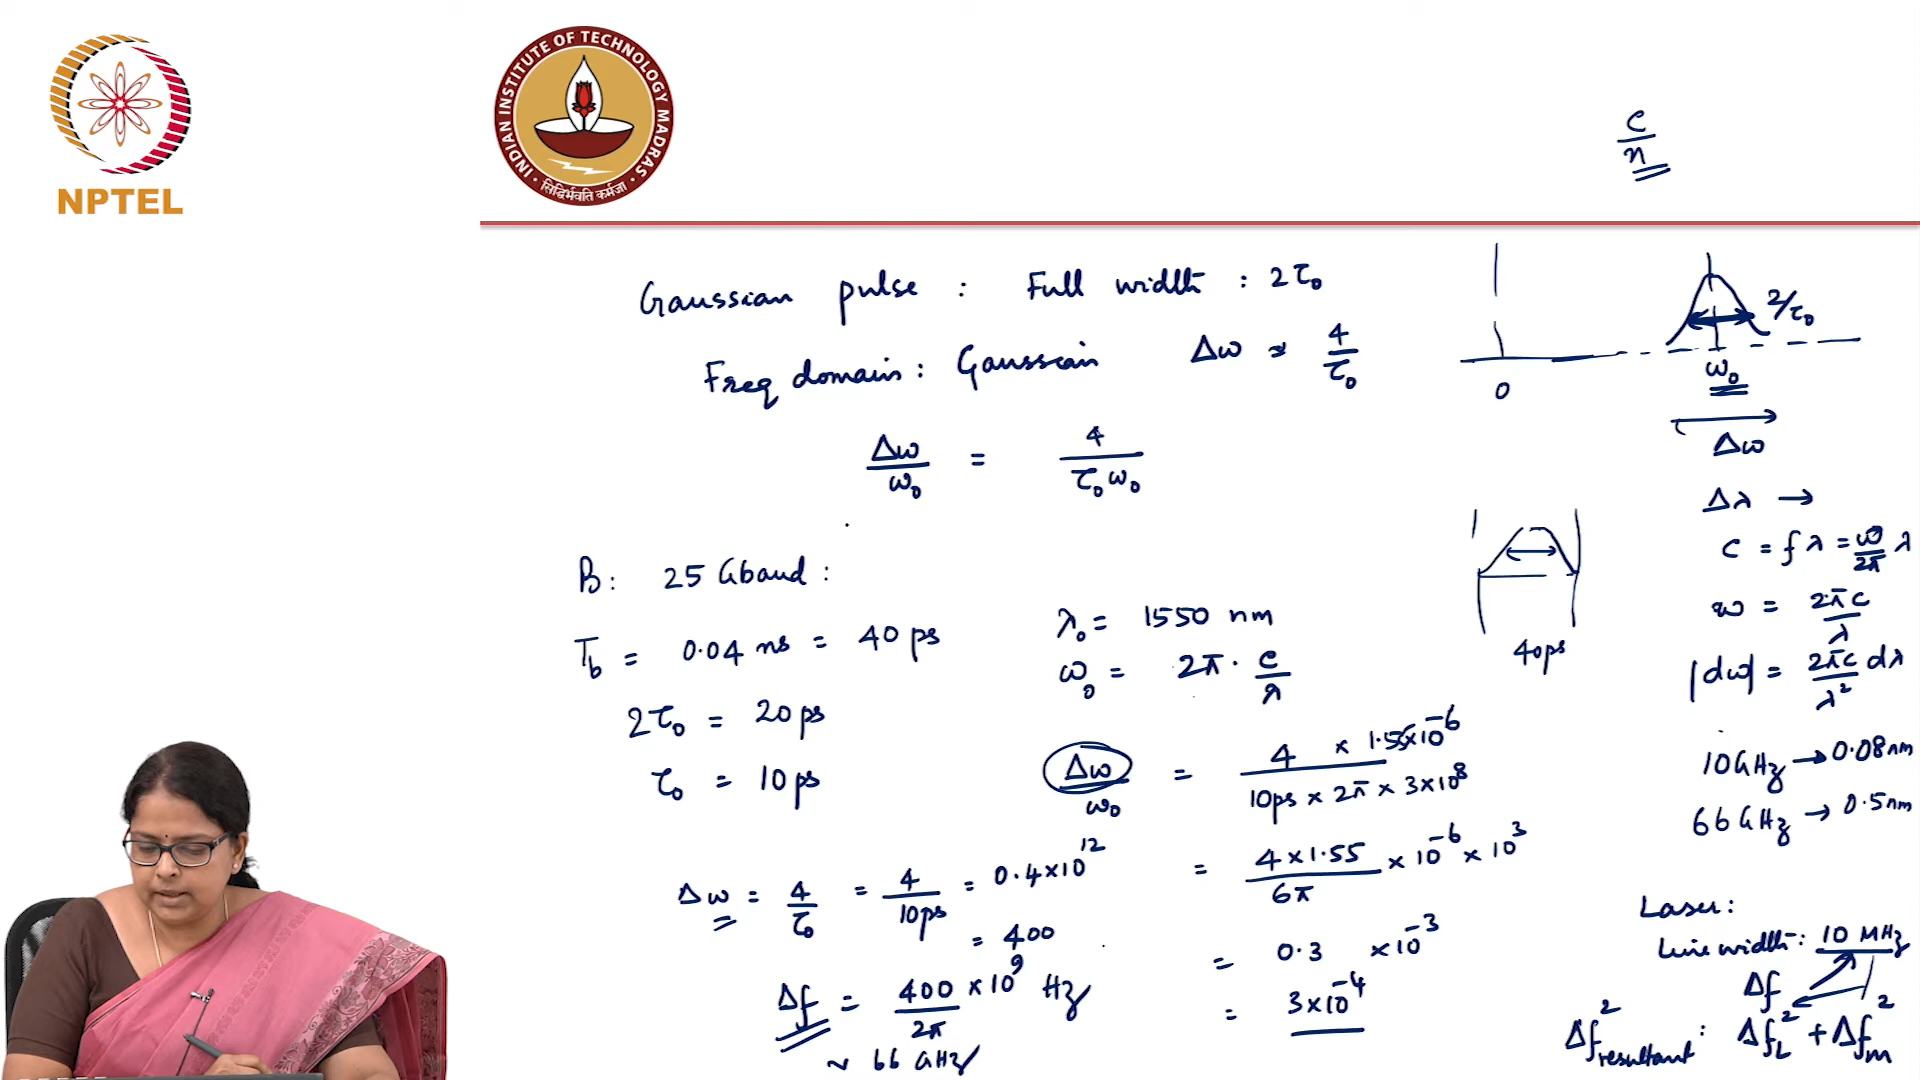 NPTEL
INDIAN INSTITUTE OF TECHNOLOGY MADRAS
सिद्धिर्भवति कर्मजा
c/n
Gaussian pulse : Full width : 2τ₀
Freq domain : Gaussian Δω ≈ 4/τ₀
2/τ₀
0 ω₀
Δω
Δω/ω₀ = 4/τ₀ω₀
Δλ →
c = fλ = ω/2π λ
ω = 2πc/λ
|dω| = 2πc/λ² dλ
40ps
B : 25 Gbaud :
T_b = 0.04 ns = 40 ps
2τ₀ = 20 ps
τ₀ = 10 ps
λ₀ = 1550 nm
ω₀ = 2π · c/λ
Δω/ω₀ = 4 × 1.55×10⁻⁶ / 10ps × 2π × 3×10⁸
= 4×1.55/6π × 10⁻⁶ × 10³
= 0.3 × 10⁻³
= 3×10⁻⁴
Δω = 4/τ₀ = 4/10ps = 0.4×10¹²
= 400
Δf = 400/2π × 10⁹ Hz
~ 66 GHz
10GHz → 0.08nm
66 GHz → 0.5nm
Laser :
Line width : 10 MHz
Δf
Δf²resultant : Δf_L² + Δf_m²